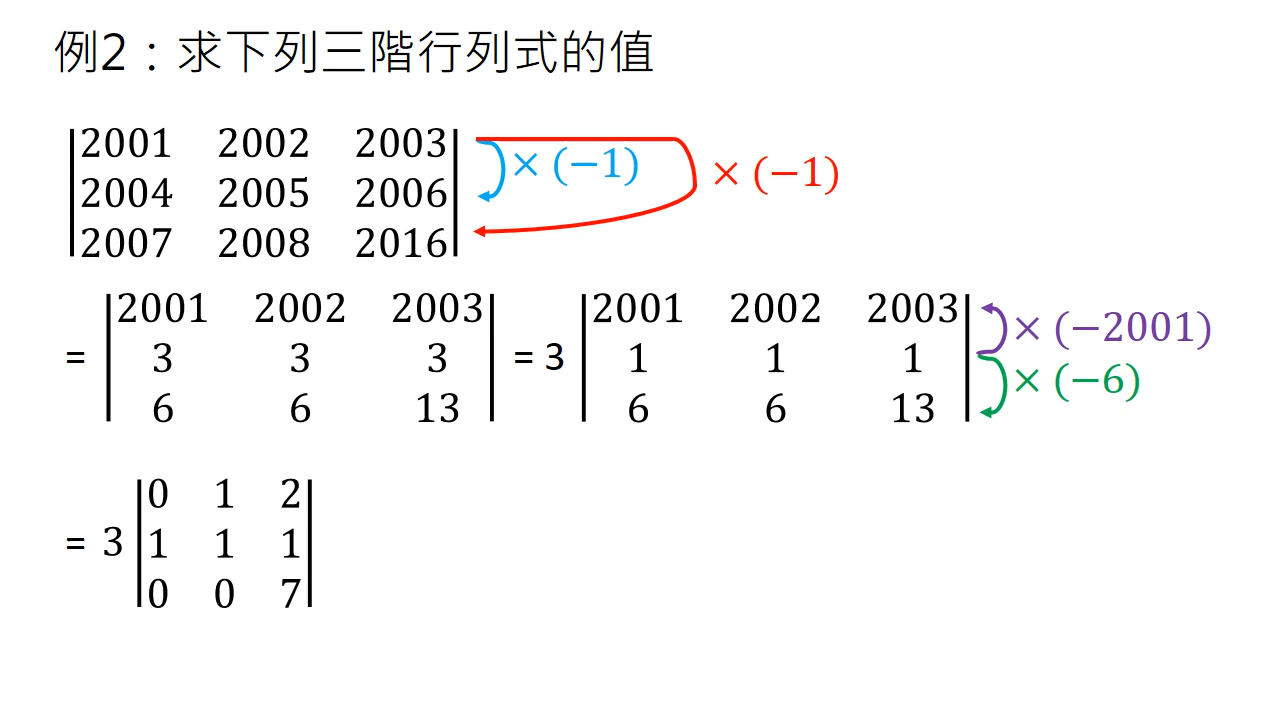 例2：求下列三階行列式的值
|2001 2002 2003| × (−1) × (−1)
|2004 2005 2006|
|2007 2008 2016|
= |2001 2002 2003| = 3 |2001 2002 2003| × (−2001)
|3 3 3| |1 1 1| × (−6)
|6 6 13| |6 6 13|
= 3 |0 1 2|
|1 1 1|
|0 0 7|